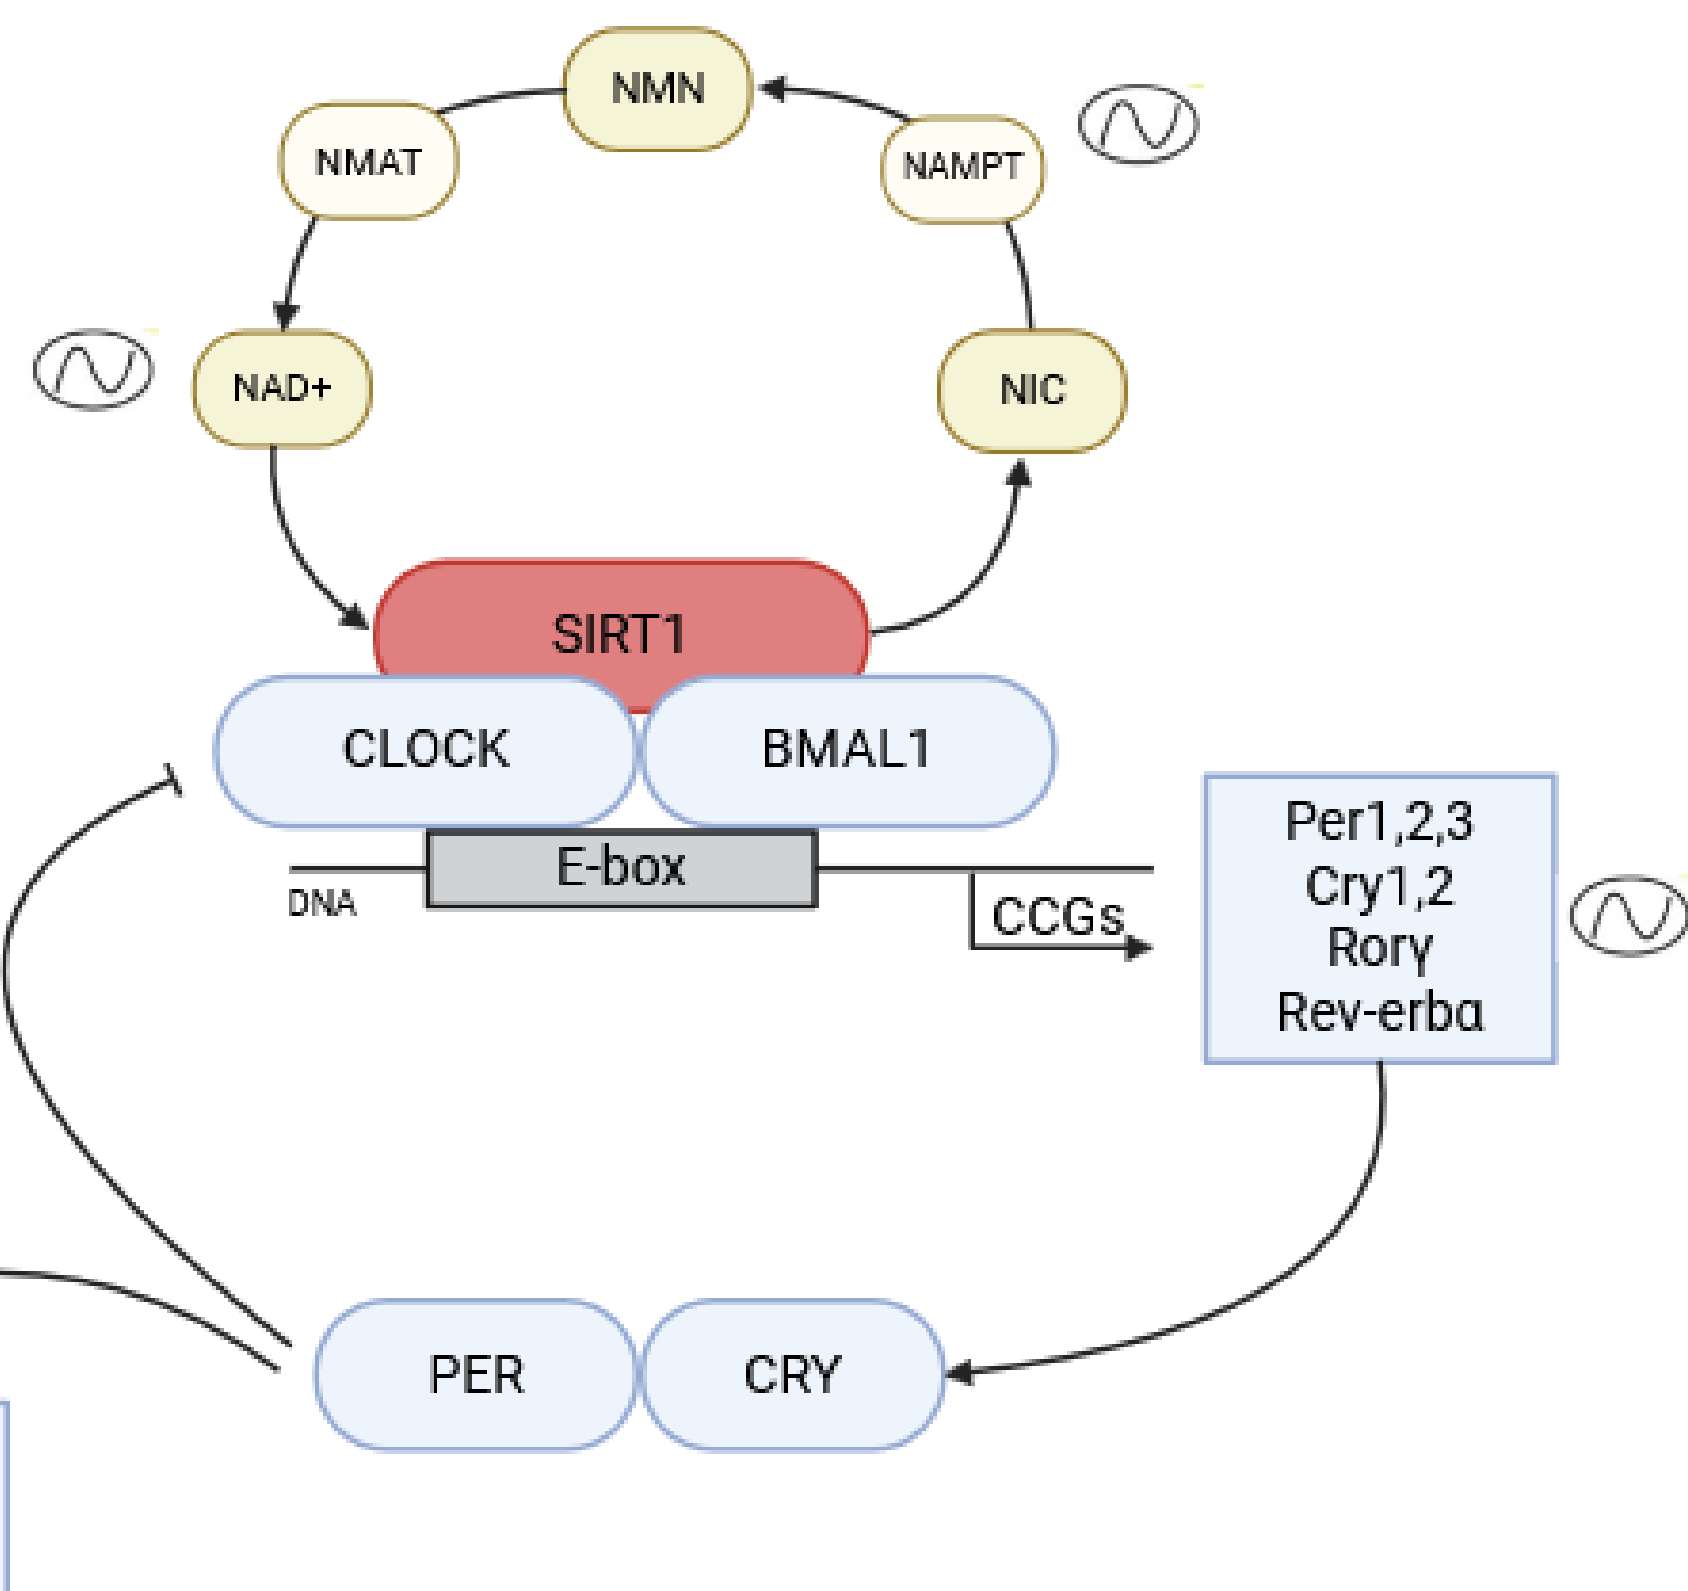 NMN
NMAT
NAMPT
NAD+
NIC
SIRT1
CLOCK
BMAL1
E-box
DNA
CCGs
Per1,2,3
Cry1,2
Rorγ
Rev-erbα
PER
CRY